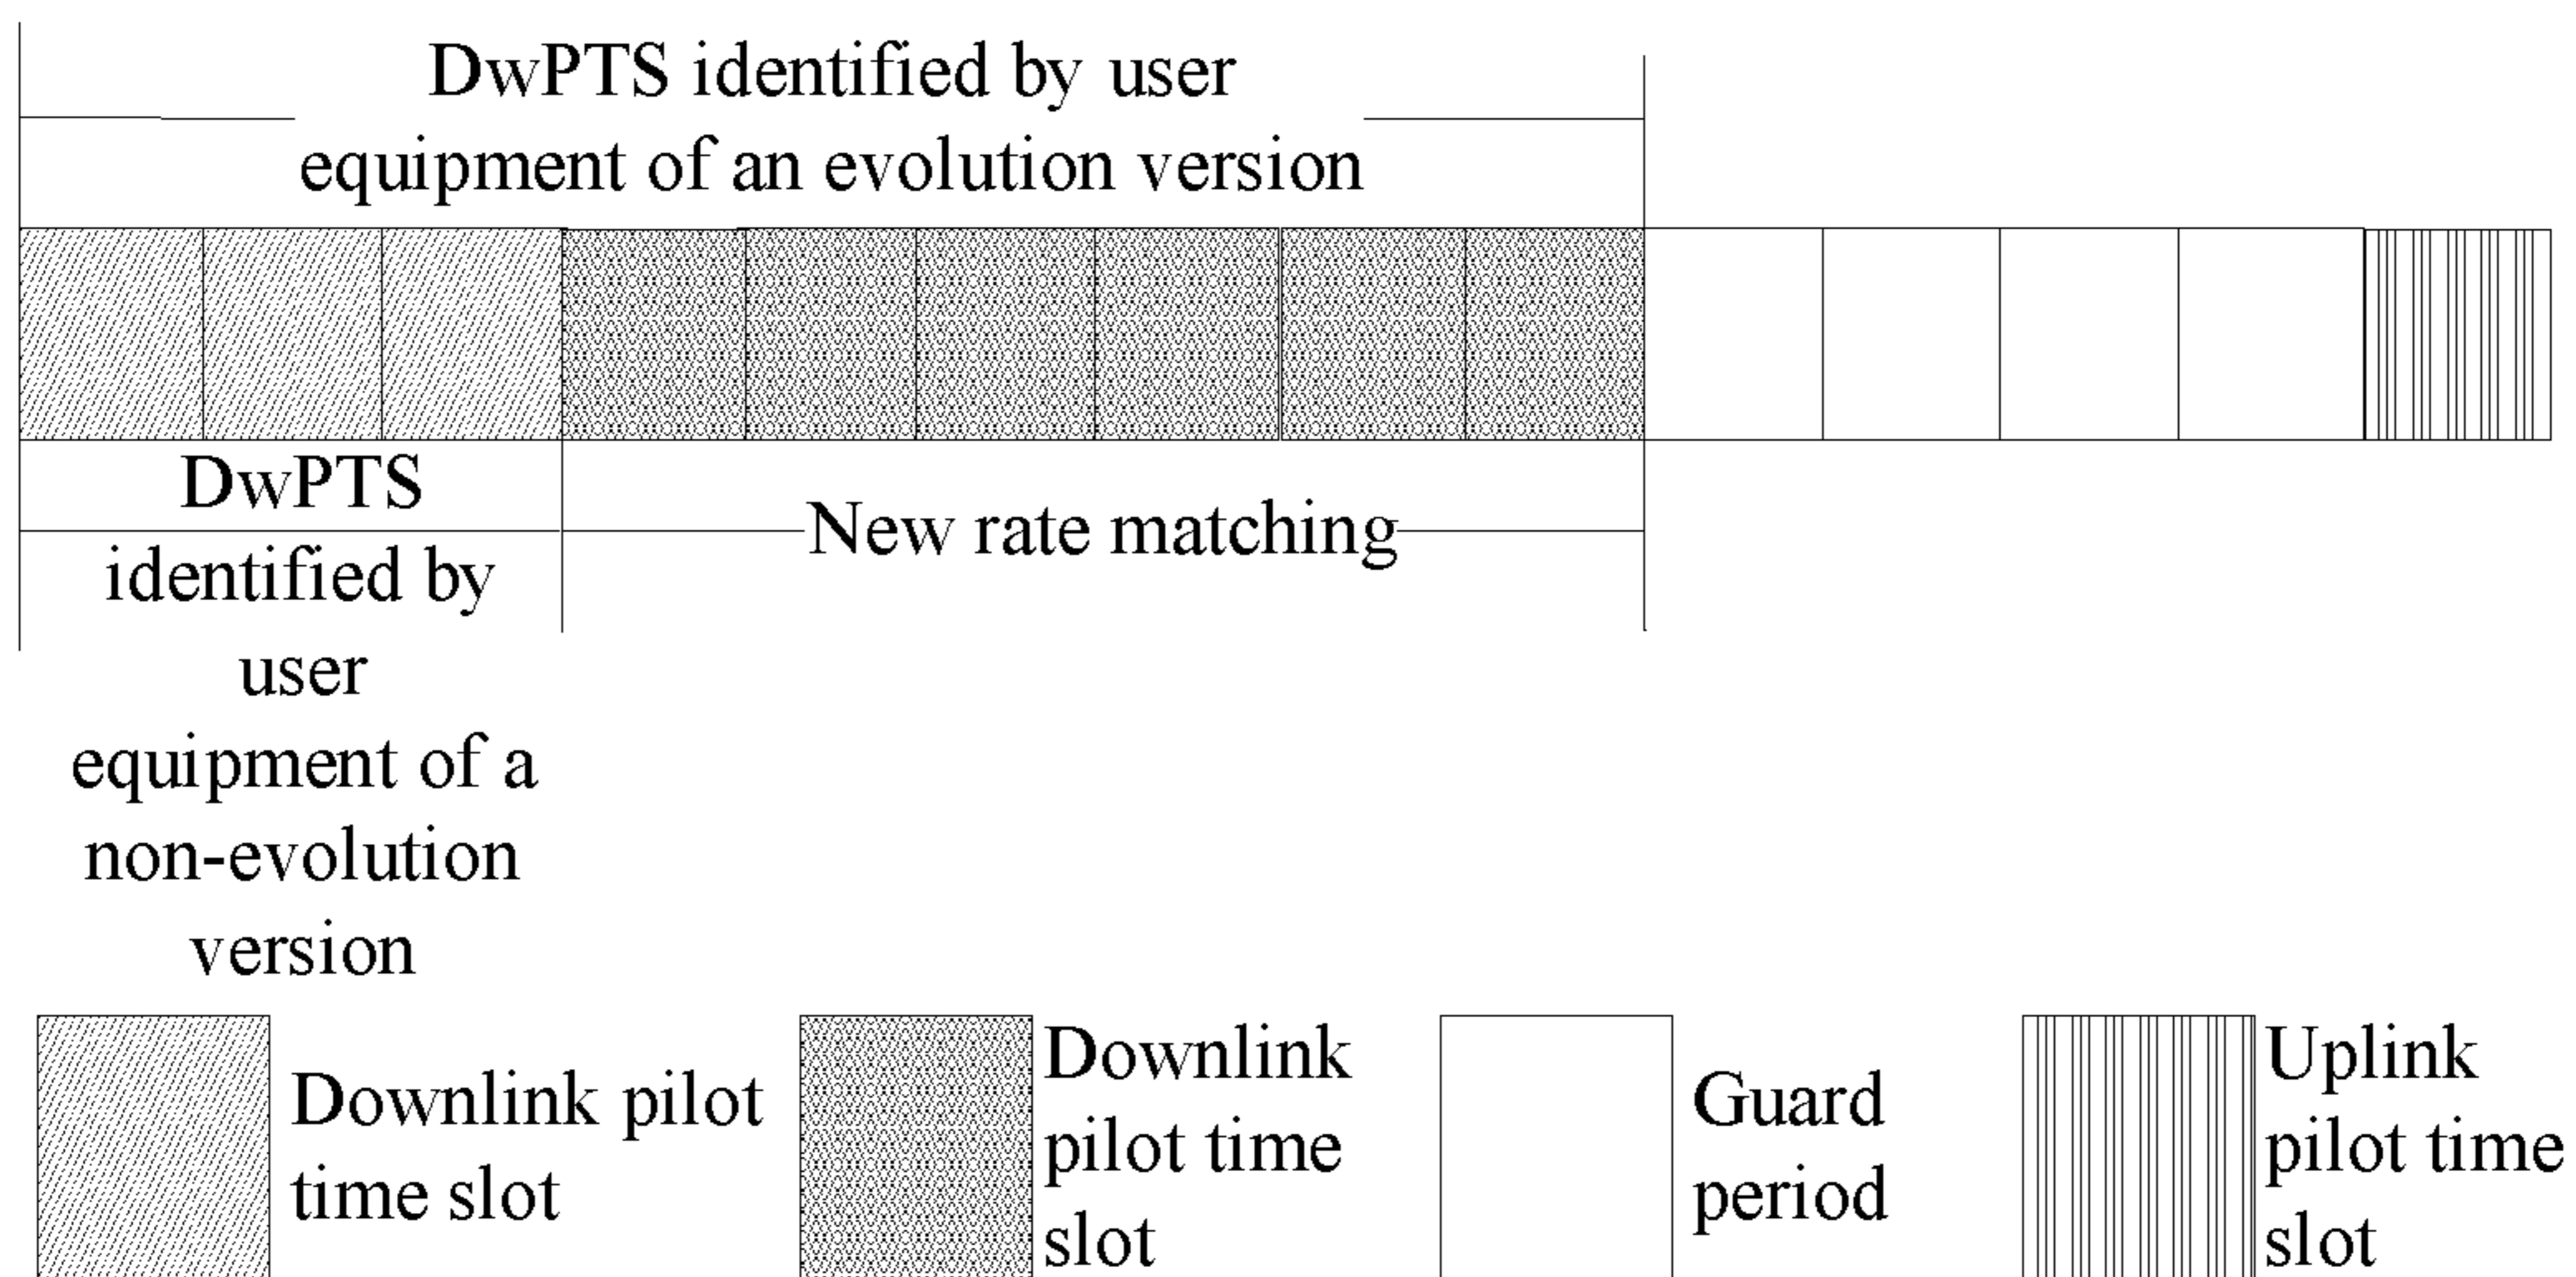 DwPTS identified by user
equipment of an evolution version
DwPTS
identified by
user
equipment of a
non-evolution
version
New rate matching
Downlink pilot
time slot
Downlink
pilot time
slot
Guard
period
Uplink
pilot time
slot